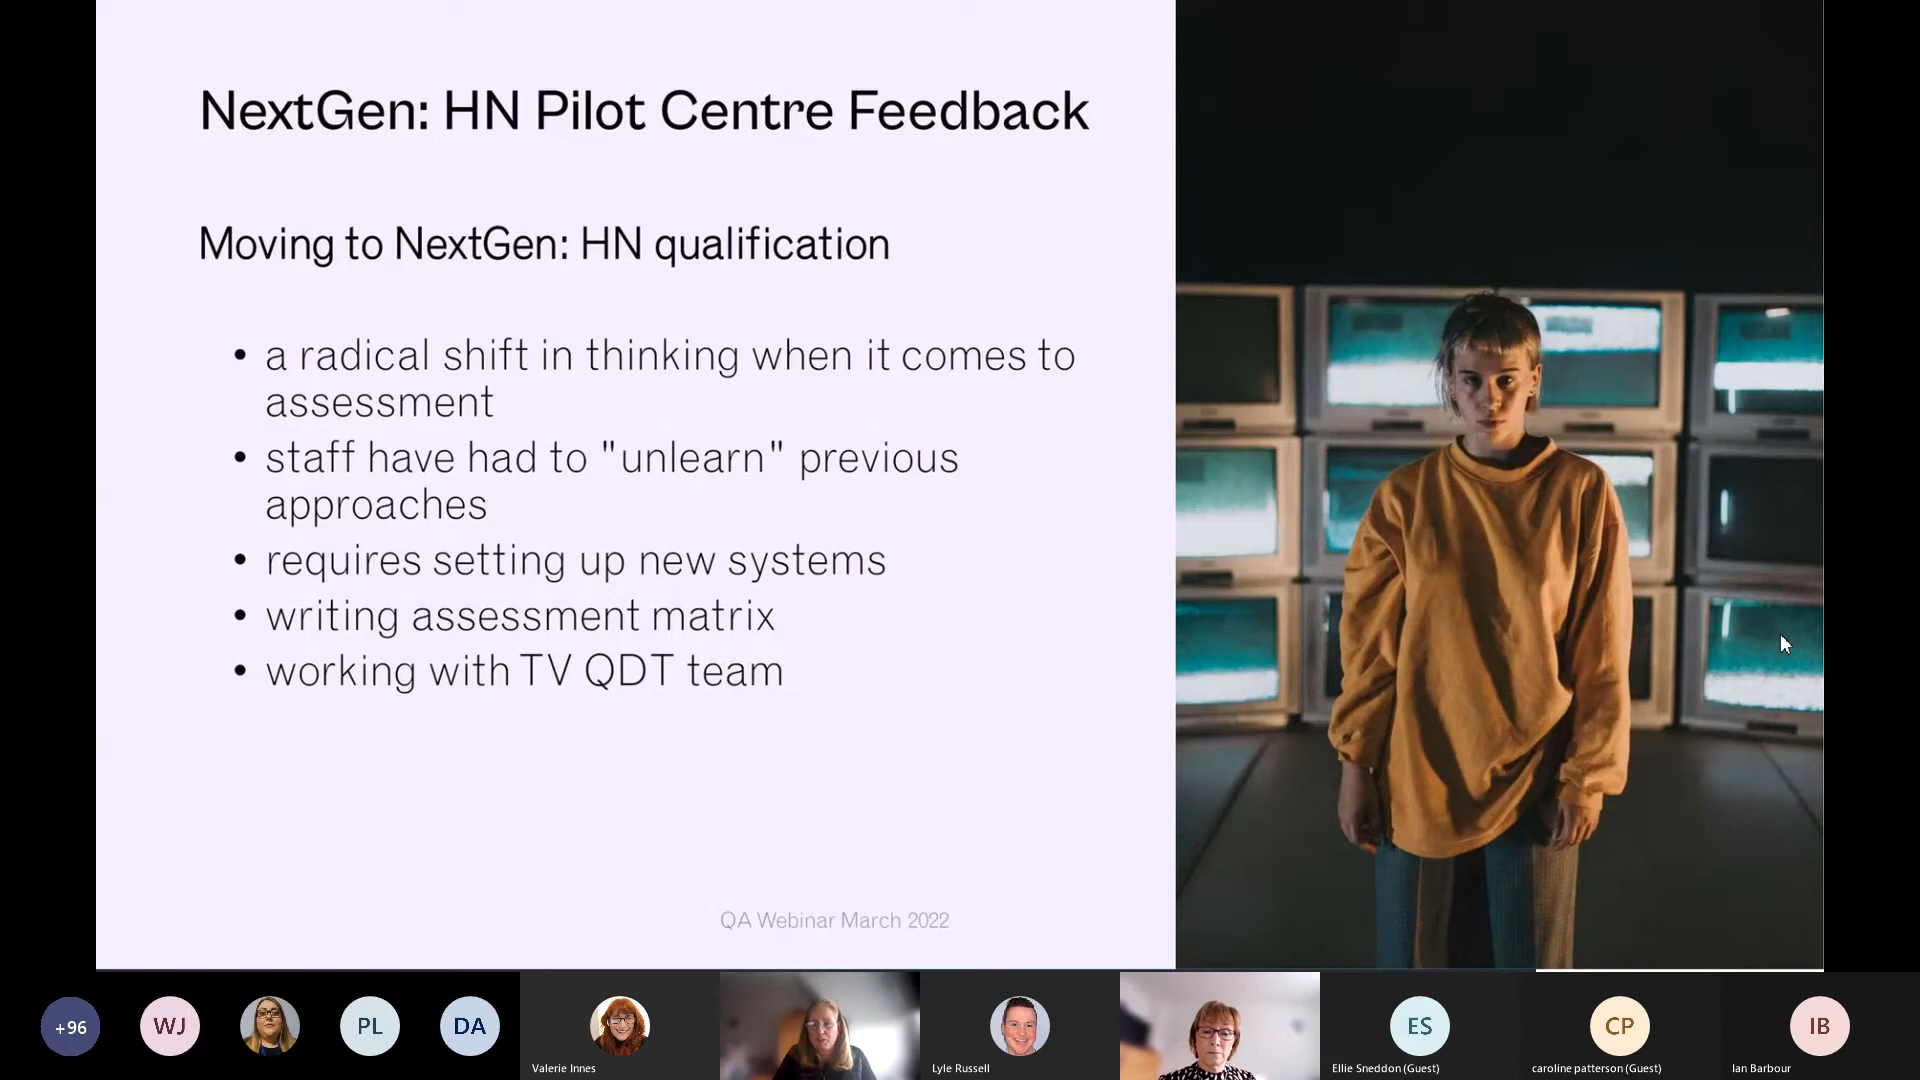 NextGen: HN Pilot Centre Feedback
Moving to NextGen: HN qualification
• a radical shift in thinking when it comes to
assessment
• staff have had to "unlearn" previous
approaches
• requires setting up new systems
• writing assessment matrix
• working with TV QDT team
QA Webinar March 2022
+96
WJ
PL
DA
Valerie Innes
Lyle Russell
ES
Ellie Sneddon (Guest)
CP
caroline patterson (Guest)
IB
Ian Barbour